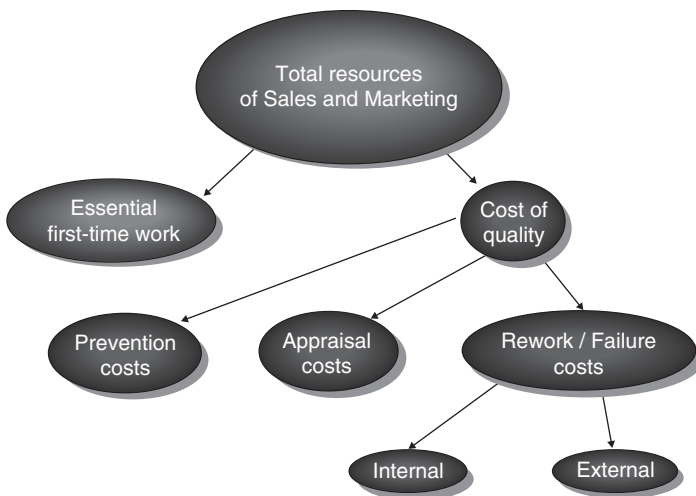 Total resources
of Sales and Marketing
Essential
first-time work
Cost of
quality
Prevention
costs
Appraisal
costs
Rework / Failure
costs
Internal
External